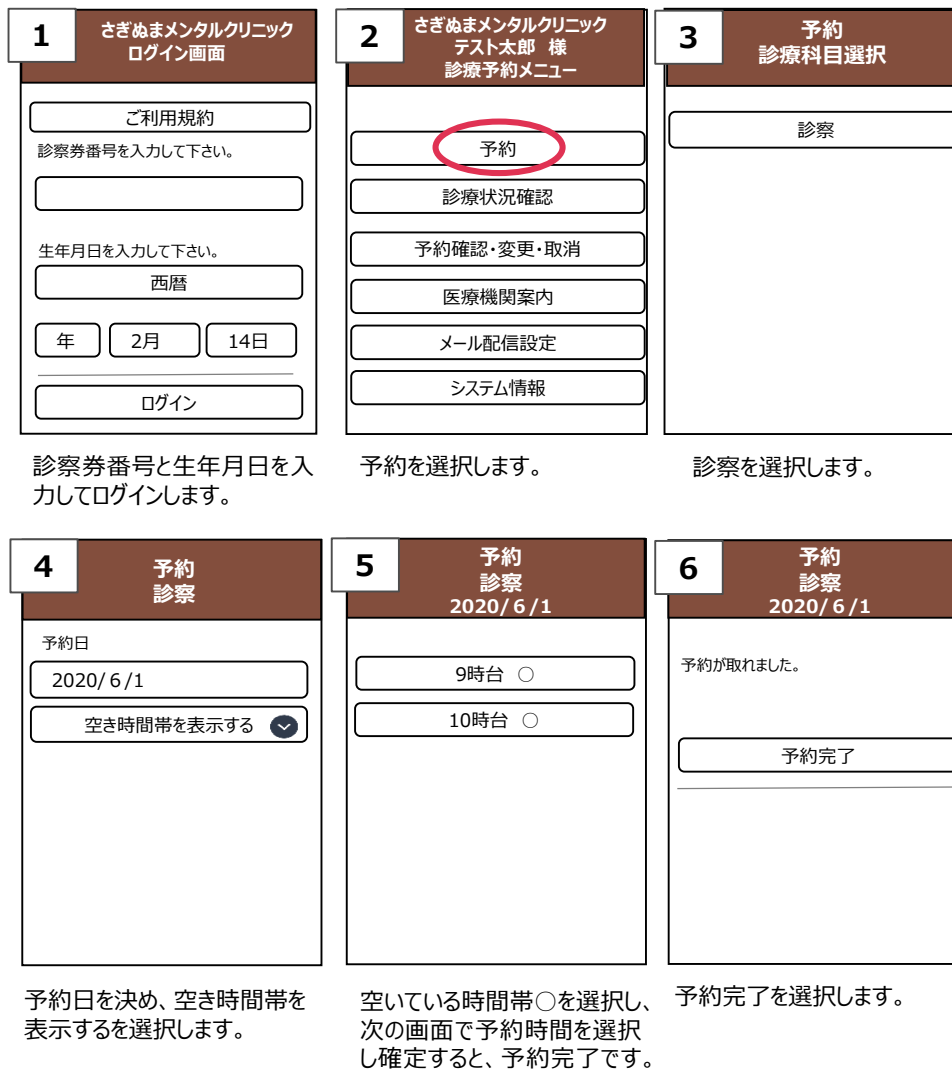 1
さぎぬまメンタルクリニック
ログイン画面
ご利用規約
診察券番号を入力して下さい。
生年月日を入力して下さい。
西暦
年
2月
14日
ログイン
診察券番号と生年月日を入
力してログインします。
2
さぎぬまメンタルクリニック
テスト太郎 様
診療予約メニュー
予約
診療状況確認
予約確認・変更・取消
医療機関案内
メール配信設定
システム情報
予約を選択します。
3
予約
診療科目選択
診察
診察を選択します。
4
予約
診察
予約日
2020/6/1
空き時間帯を表示する
予約日を決め、空き時間帯を
表示するを選択します。
5
予約
診察
2020/6/1
9時台 〇
10時台 〇
空いている時間帯〇を選択し、
次の画面で予約時間を選択
し確定すると、予約完了です。
6
予約
診察
2020/6/1
予約が取れました。
予約完了
予約完了を選択します。